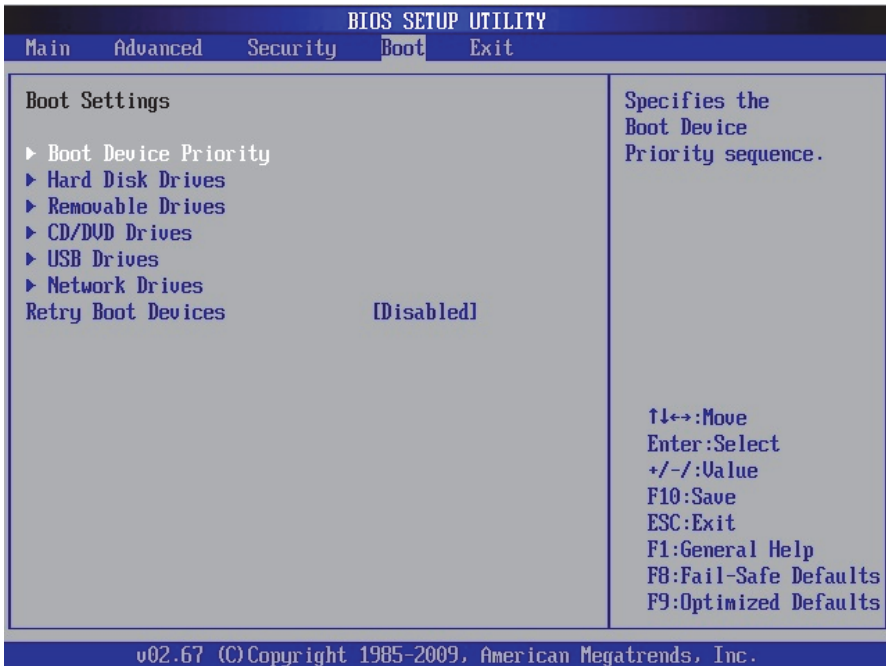 BIOS SETUP UTILITY
Main Advanced Security Boot Exit
Boot Settings
▶ Boot Device Priority
▶ Hard Disk Drives
▶ Removable Drives
▶ CD/DVD Drives
▶ USB Drives
▶ Network Drives
Retry Boot Devices [Disabled]
Specifies the
Boot Device
Priority sequence.
↑↓←→:Move
Enter:Select
+/-/:Value
F10:Save
ESC:Exit
F1:General Help
F8:Fail-Safe Defaults
F9:Optimized Defaults
v02.67 (C)Copyright 1985-2009, American Megatrends, Inc.